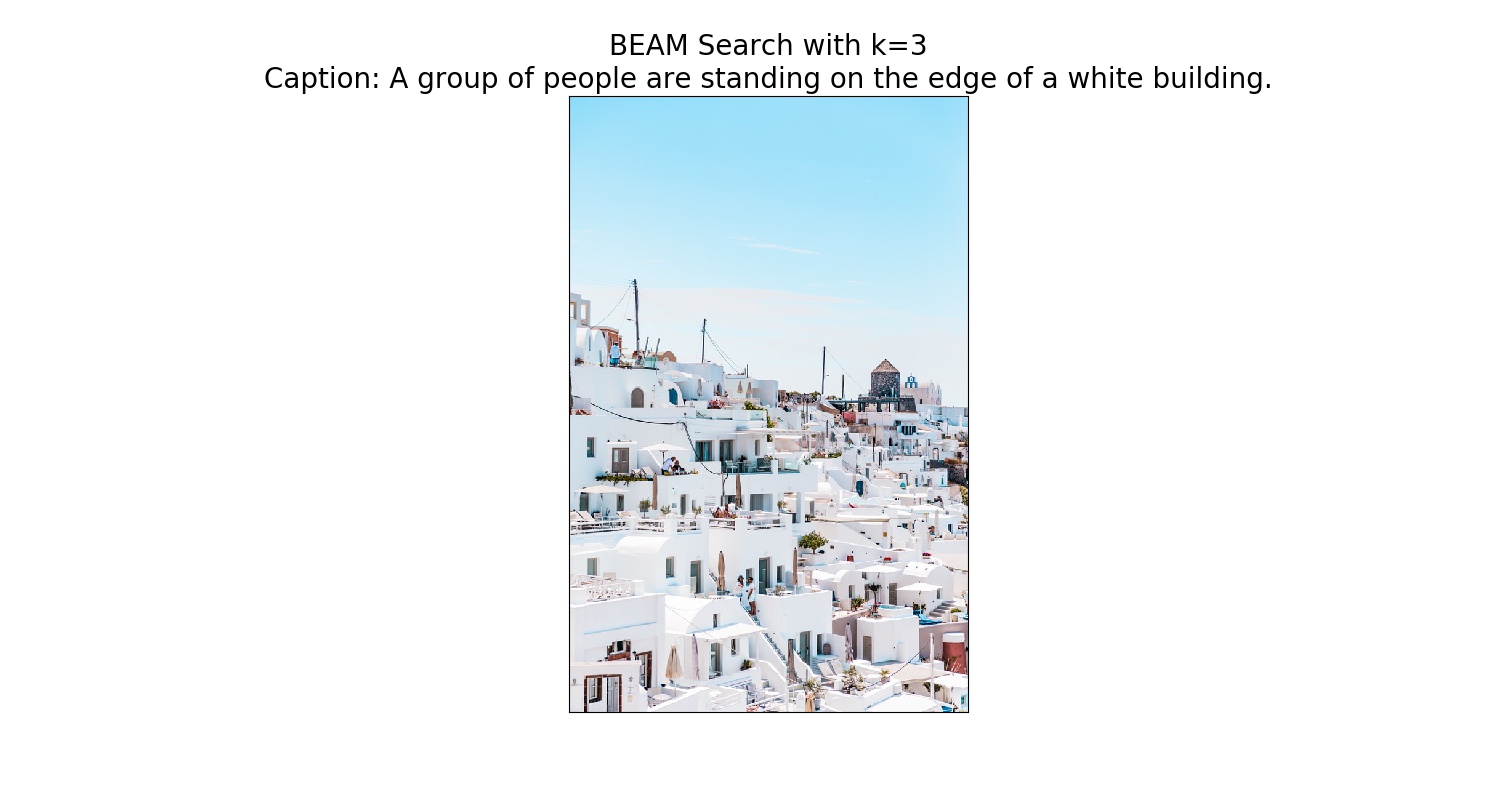 BEAM Search with k=3
Caption: A group of people are standing on the edge of a white building.